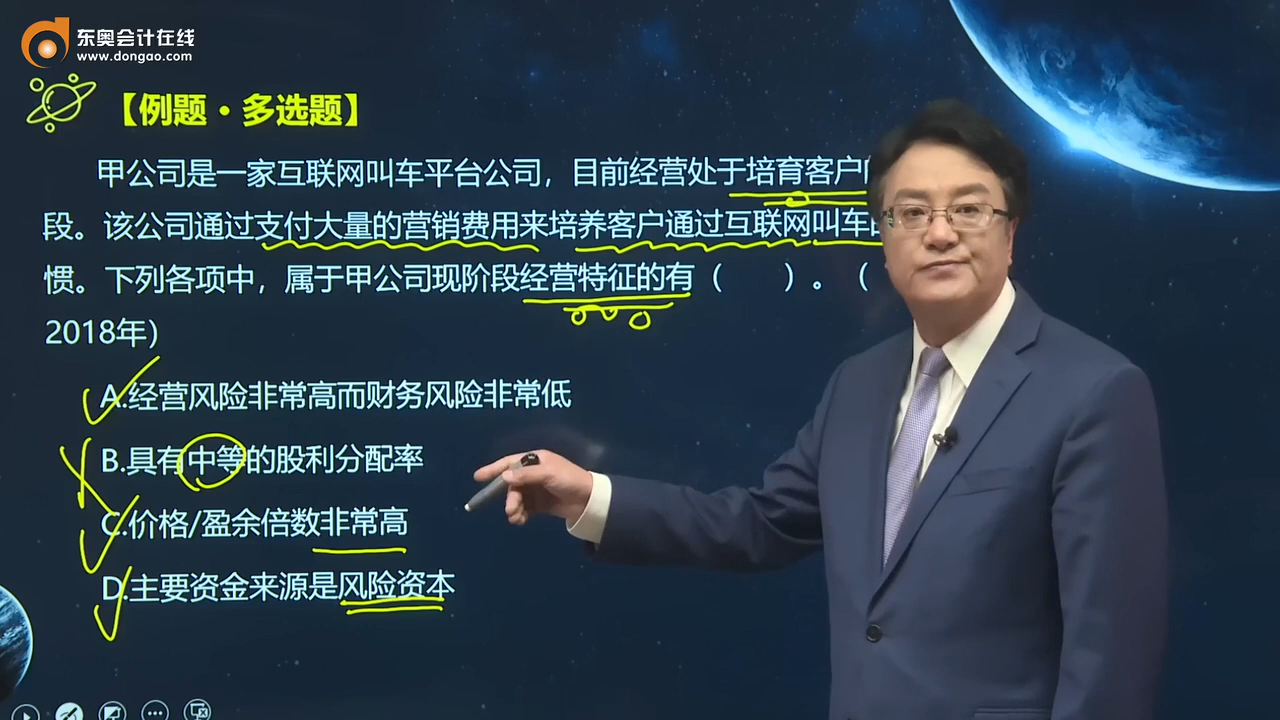 东奥会计在线
www.dongao.com
【例题·多选题】
甲公司是一家互联网叫车平台公司，目前经营处于培育客户
段。该公司通过支付大量的营销费用来培养客户通过互联网叫车
惯。下列各项中，属于甲公司现阶段经营特征的有（　　）。（
2018年）
A.经营风险非常高而财务风险非常低
B.具有中等的股利分配率
C.价格/盈余倍数非常高
D.主要资金来源是风险资本